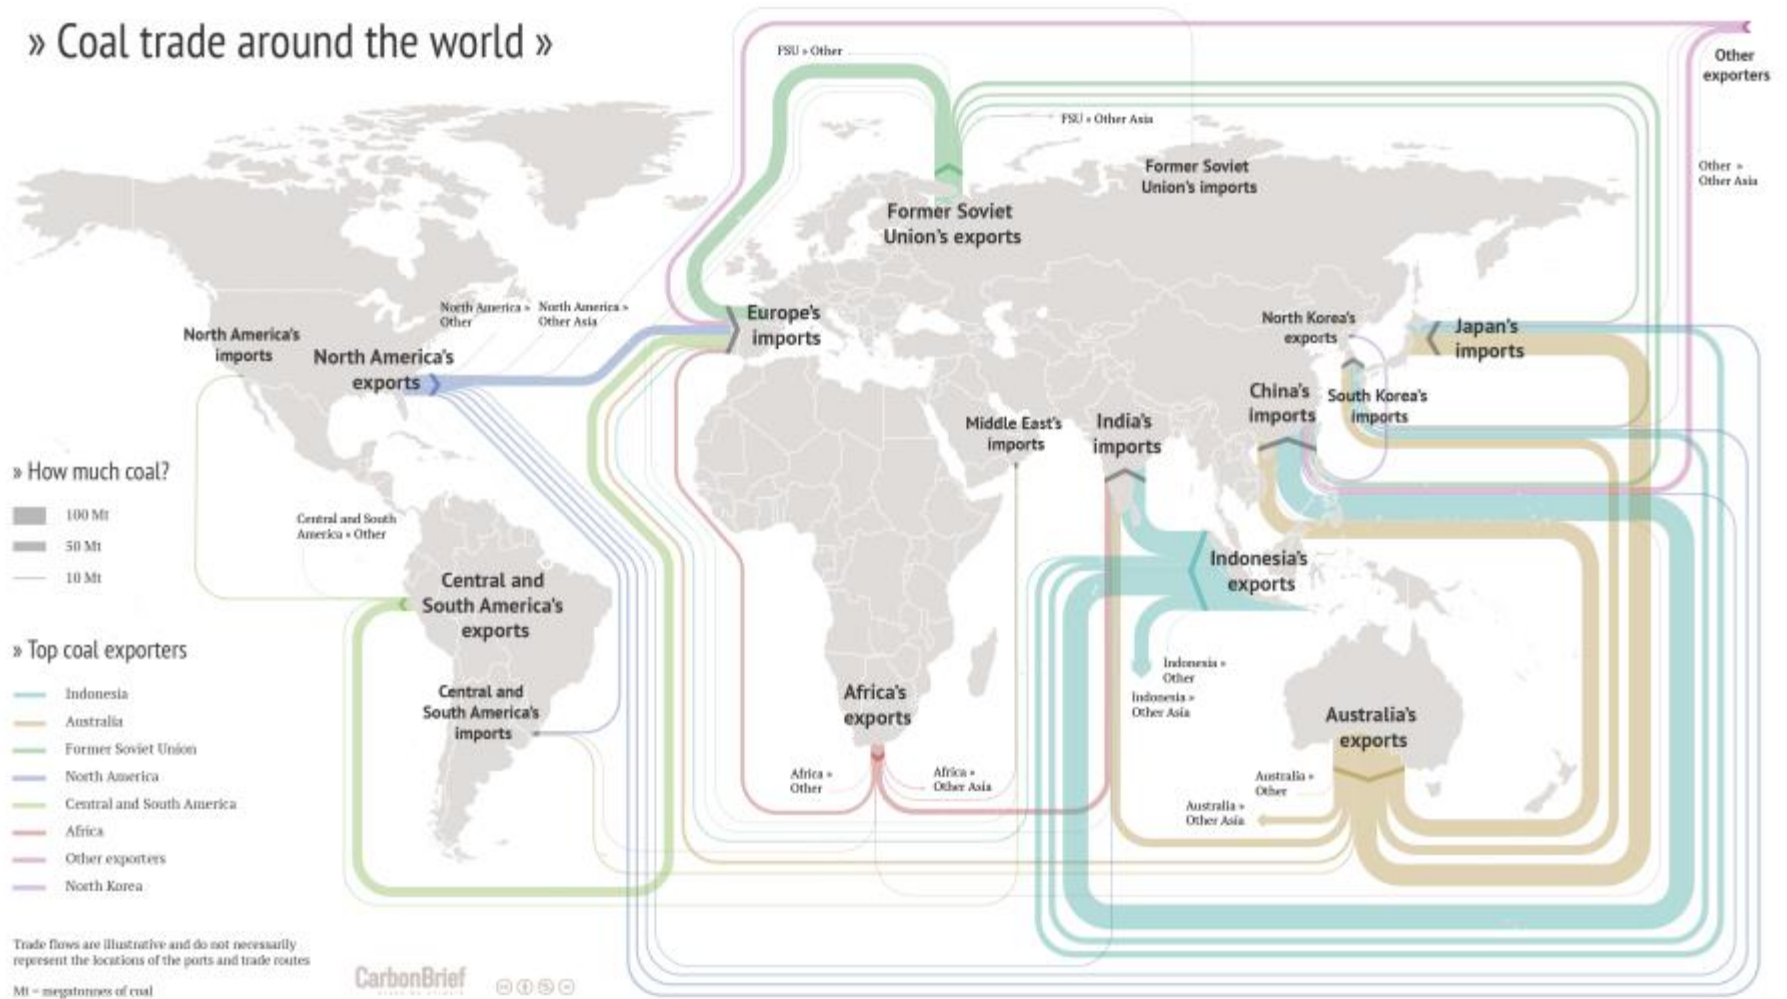 » Coal trade around the world »
FSU » Other
Other
exporters
FSU » Other Asia
Former Soviet
Union's imports
Other »
Other Asia
Former Soviet
Union's exports
North America »
Other
North America »
Other Asia
Europe's
imports
North Korea's
exports
Japan's
imports
North America's
imports
North America's
exports
China's
imports
South Korea's
imports
Middle East's
imports
India's
imports
» How much coal?
100 Mt
50 Mt
10 Mt
Central and South
America » Other
Indonesia's
exports
Central and
South America's
exports
» Top coal exporters
Indonesia
Australia
Former Soviet Union
North America
Central and South America
Africa
Other exporters
North Korea
Indonesia »
Other
Indonesia »
Other Asia
Central and
South America's
imports
Africa's
exports
Australia's
exports
Africa »
Other
Africa »
Other Asia
Australia »
Other
Australia »
Other Asia
Trade flows are illustrative and do not necessarily
represent the locations of the ports and trade routes
Mt = megatonnes of coal
CarbonBrief